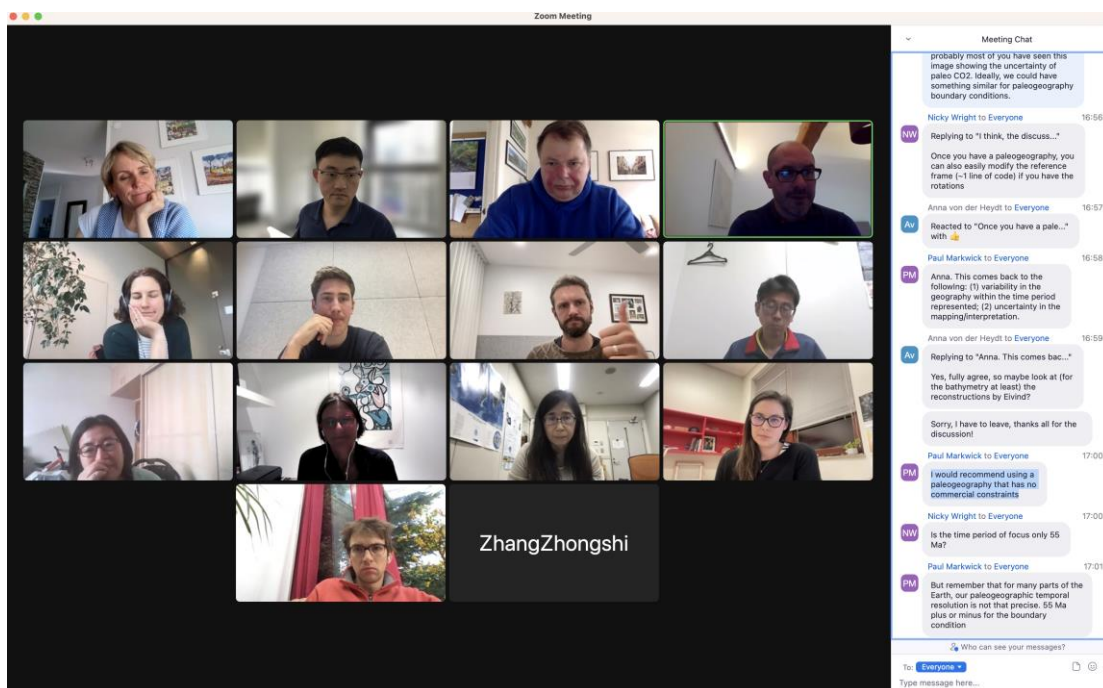 Zoom Meeting
ZhangZhongshi
Meeting Chat
probably most of you have seen this
image showing the uncertainty of
paleo CO2. Ideally, we could have
something similar for paleogeography
boundary conditions.
Nicky Wright to Everyone 16:56
NW
Replying to "I think, the discuss..."
Once you have a paleogeography, you
can also easily modify the reference
frame (~1 line of code) if you have the
rotations
Anna von der Heydt to Everyone 16:57
Av
Reacted to "Once you have a pale..."
with 👍
Paul Markwick to Everyone 16:58
PM
Anna. This comes back to the
following: (1) variability in the
geography within the time period
represented; (2) uncertainty in the
mapping/interpretation.
Anna von der Heydt to Everyone 16:59
Av
Replying to "Anna. This comes bac..."
Yes, fully agree, so maybe look at (for
the bathymetry at least) the
reconstructions by Eivind?
Sorry, I have to leave, thanks all for the
discussion!
Paul Markwick to Everyone 17:00
PM
I would recommend using a
paleogeography that has no
commercial constraints
Nicky Wright to Everyone 17:00
NW
Is the time period of focus only 55
Ma?
Paul Markwick to Everyone 17:01
PM
But remember that for many parts of the
Earth, our paleogeographic temporal
resolution is not that precise. 55 Ma
plus or minus for the boundary
condition
Who can see your messages?
To: Everyone
Type message here...